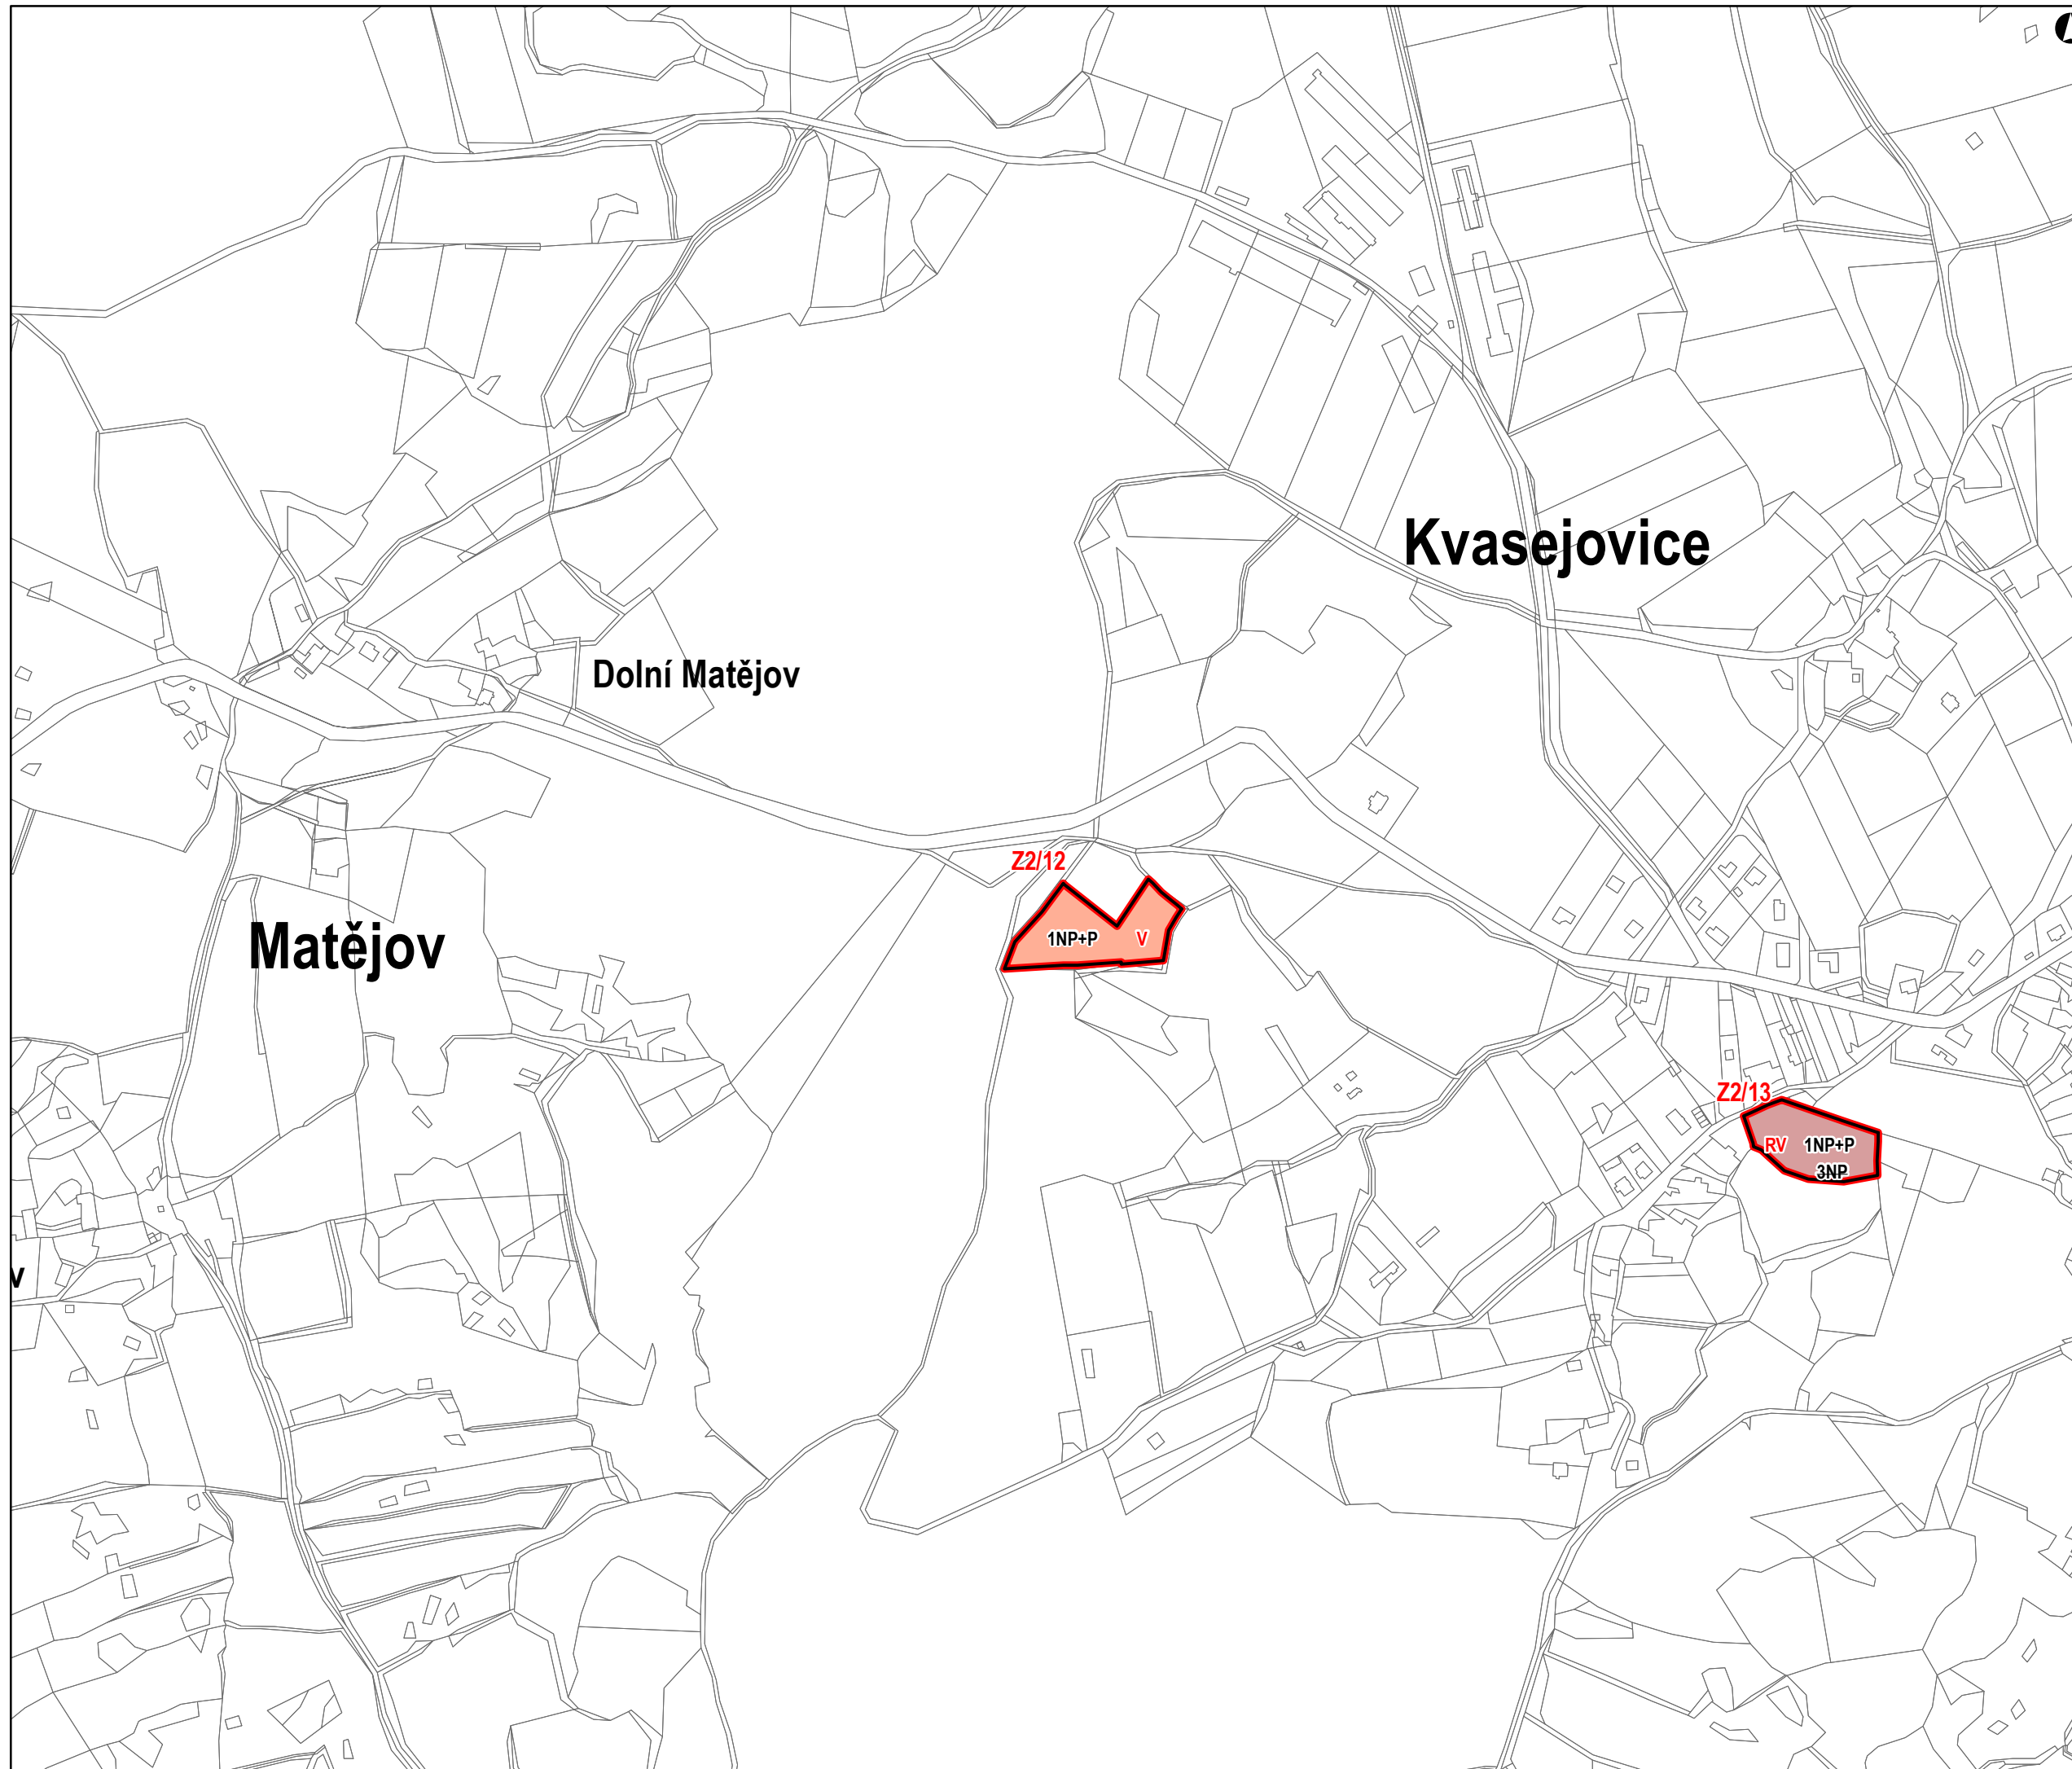 Kvasejovice
Dolní Matějov
Z2/12
1NP+P V
Matějov
Z2/13
RV 1NP+P
3NP
v